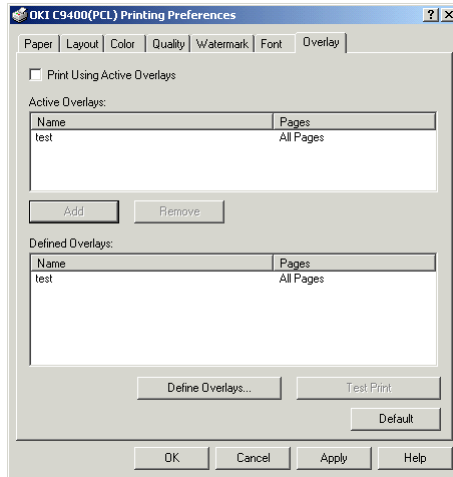 OKI C9400(PCL) Printing Preferences
Paper Layout Color Quality Watermark Font Overlay
Print Using Active Overlays
Active Overlays:
Name Pages
test All Pages
Add Remove
Defined Overlays:
Name Pages
test All Pages
Define Overlays... Test Print
Default
OK Cancel Apply Help